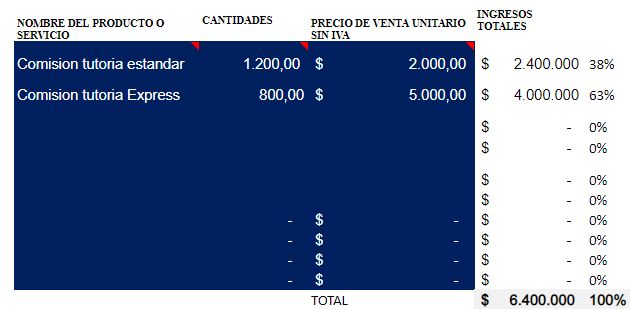 NOMBRE DEL PRODUCTO O SERVICIO CANTIDADES PRECIO DE VENTA UNITARIO SIN IVA INGRESOS TOTALES
Comision tutoria estandar 1.200,00 $ 2.000,00 $ 2.400.000 38%
Comision tutoria Express 800,00 $ 5.000,00 $ 4.000.000 63%
$ - 0%
$ - 0%
$ - 0%
$ - 0%
- $ - $ - 0%
- $ - $ - 0%
- $ - $ - 0%
- $ - $ - 0%
TOTAL $ 6.400.000 100%